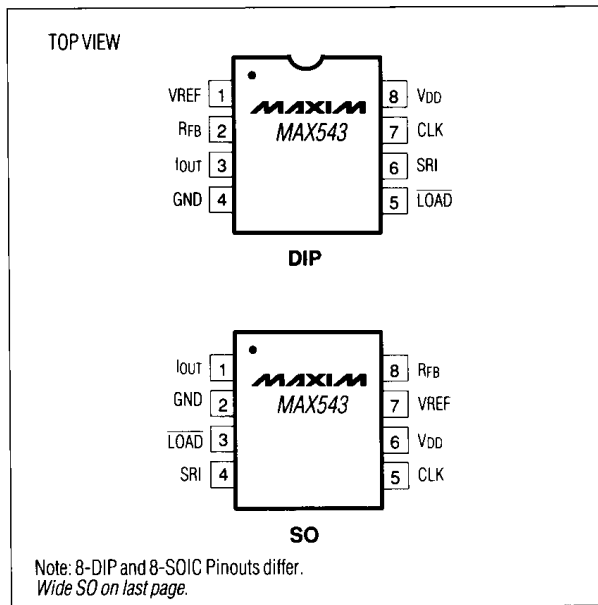 TOP VIEW
VREF 1
RFB 2
IOUT 3
GND 4
MAXIM
MAX543
8 VDD
7 CLK
6 SRI
5 LOAD
DIP
IOUT 1
GND 2
LOAD 3
SRI 4
MAXIM
MAX543
8 RFB
7 VREF
6 VDD
5 CLK
SO
Note: 8-DIP and 8-SOIC Pinouts differ.
Wide SO on last page.